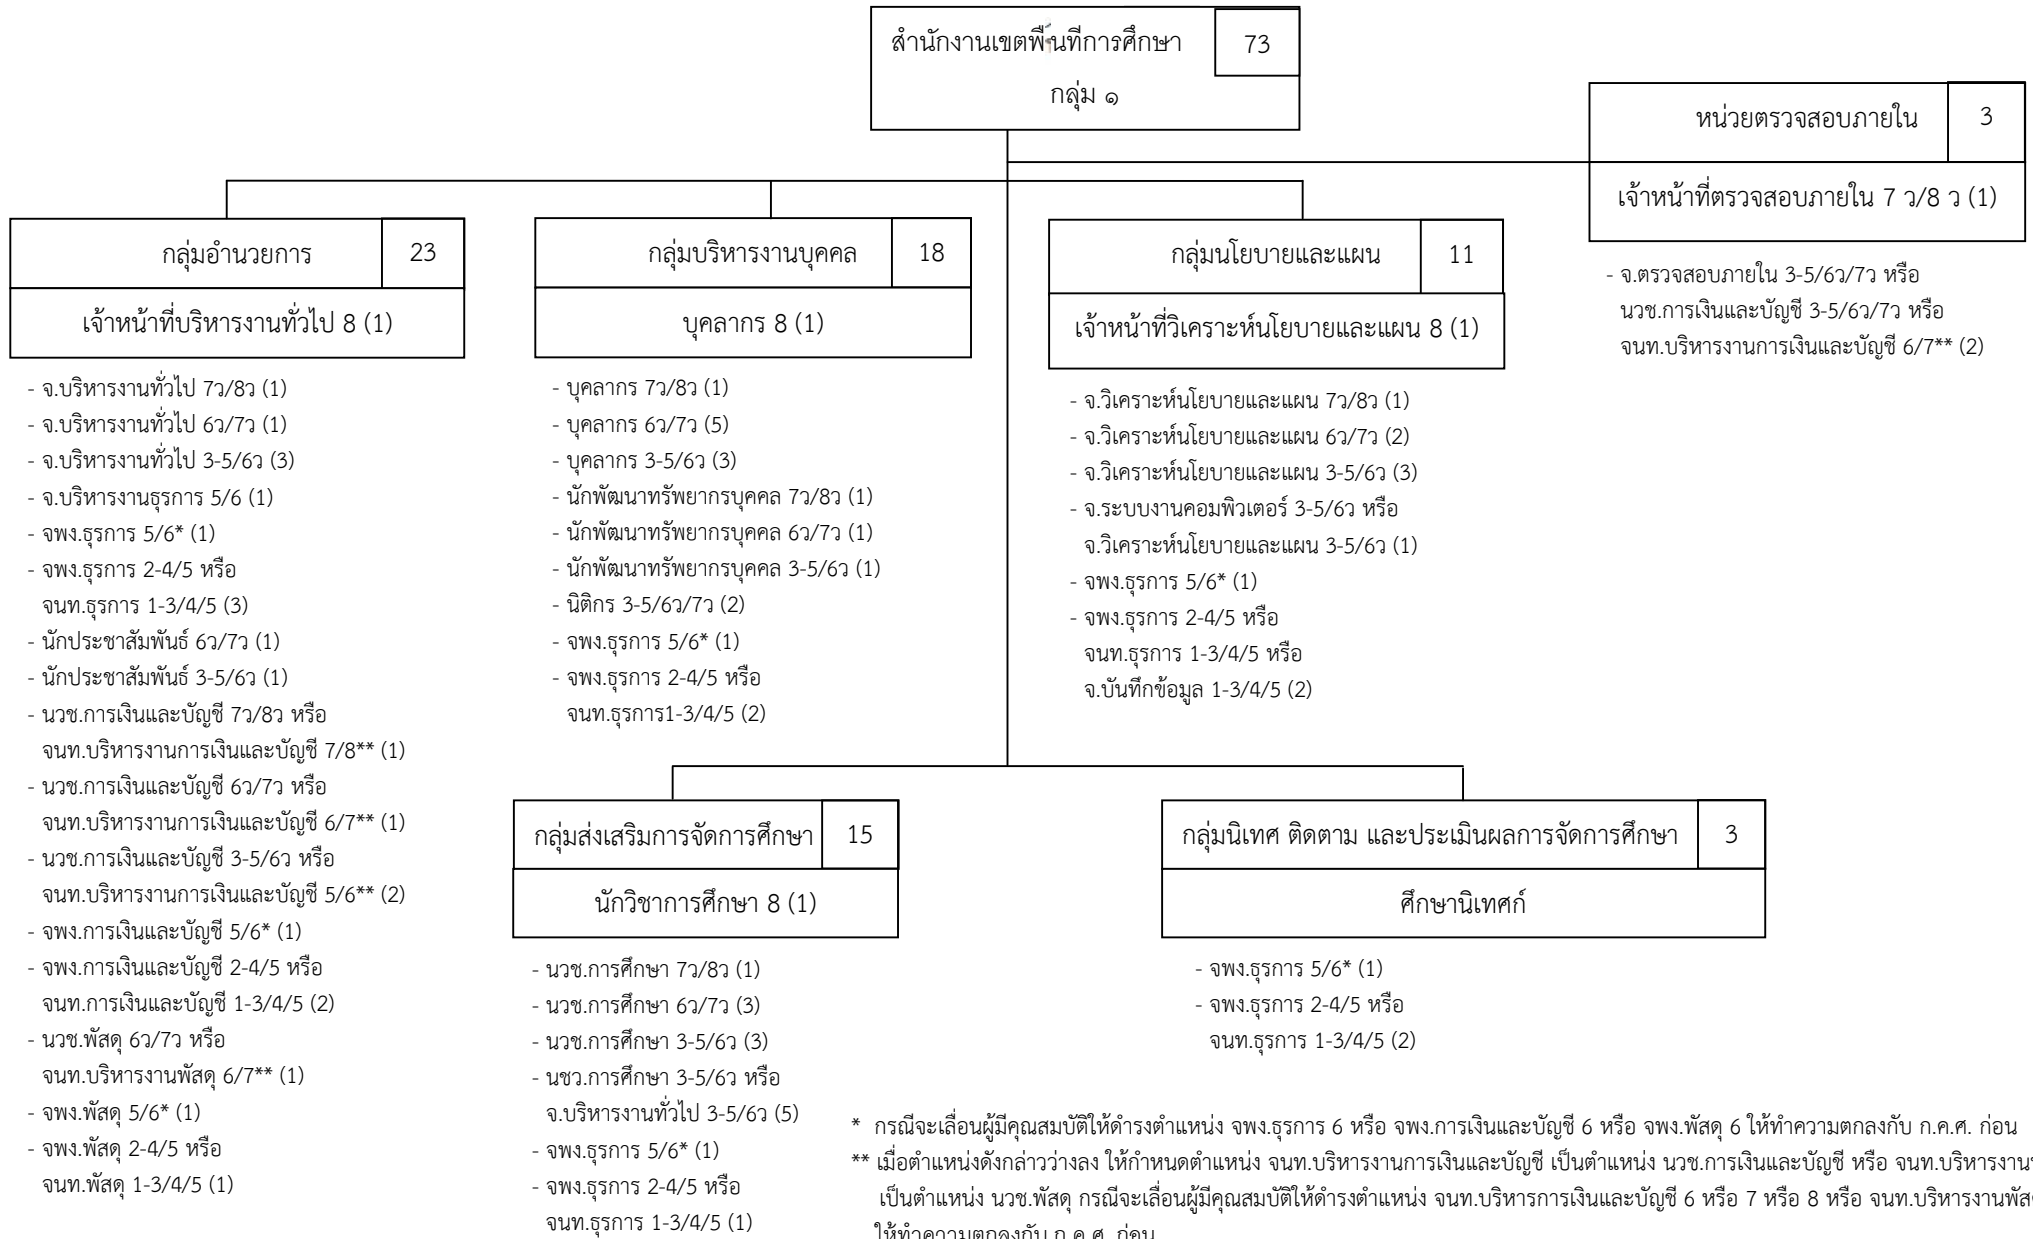 สำนักงานเขตพื้นที่การศึกษา
73
กลุ่ม ๑
หน่วยตรวจสอบภายใน
3
เจ้าหน้าที่ตรวจสอบภายใน 7 ว/8 ว (1)
- จ.ตรวจสอบภายใน 3-5/6ว/7ว หรือ
นวช.การเงินและบัญชี 3-5/6ว/7ว หรือ
จนท.บริหารงานการเงินและบัญชี 6/7** (2)
กลุ่มอำนวยการ
23
เจ้าหน้าที่บริหารงานทั่วไป 8 (1)
- จ.บริหารงานทั่วไป 7ว/8ว (1)
- จ.บริหารงานทั่วไป 6ว/7ว (1)
- จ.บริหารงานทั่วไป 3-5/6ว (3)
- จ.บริหารงานธุรการ 5/6 (1)
- จพง.ธุรการ 5/6* (1)
- จพง.ธุรการ 2-4/5 หรือ
จนท.ธุรการ 1-3/4/5 (3)
- นักประชาสัมพันธ์ 6ว/7ว (1)
- นักประชาสัมพันธ์ 3-5/6ว (1)
- นวช.การเงินและบัญชี 7ว/8ว หรือ
จนท.บริหารงานการเงินและบัญชี 7/8** (1)
- นวช.การเงินและบัญชี 6ว/7ว หรือ
จนท.บริหารงานการเงินและบัญชี 6/7** (1)
- นวช.การเงินและบัญชี 3-5/6ว หรือ
จนท.บริหารงานการเงินและบัญชี 5/6** (2)
- จพง.การเงินและบัญชี 5/6* (1)
- จพง.การเงินและบัญชี 2-4/5 หรือ
จนท.การเงินและบัญชี 1-3/4/5 (2)
- นวช.พัสดุ 6ว/7ว หรือ
จนท.บริหารงานพัสดุ 6/7** (1)
- จพง.พัสดุ 5/6* (1)
- จพง.พัสดุ 2-4/5 หรือ
จนท.พัสดุ 1-3/4/5 (1)
กลุ่มบริหารงานบุคคล
18
บุคลากร 8 (1)
- บุคลากร 7ว/8ว (1)
- บุคลากร 6ว/7ว (5)
- บุคลากร 3-5/6ว (3)
- นักพัฒนาทรัพยากรบุคคล 7ว/8ว (1)
- นักพัฒนาทรัพยากรบุคคล 6ว/7ว (1)
- นักพัฒนาทรัพยากรบุคคล 3-5/6ว (1)
- นิติกร 3-5/6ว/7ว (2)
- จพง.ธุรการ 5/6* (1)
- จพง.ธุรการ 2-4/5 หรือ
จนท.ธุรการ1-3/4/5 (2)
กลุ่มนโยบายและแผน
11
เจ้าหน้าที่วิเคราะห์นโยบายและแผน 8 (1)
- จ.วิเคราะห์นโยบายและแผน 7ว/8ว (1)
- จ.วิเคราะห์นโยบายและแผน 6ว/7ว (2)
- จ.วิเคราะห์นโยบายและแผน 3-5/6ว (3)
- จ.ระบบงานคอมพิวเตอร์ 3-5/6ว หรือ
จ.วิเคราะห์นโยบายและแผน 3-5/6ว (1)
- จพง.ธุรการ 5/6* (1)
- จพง.ธุรการ 2-4/5 หรือ
จนท.ธุรการ 1-3/4/5 หรือ
จ.บันทึกข้อมูล 1-3/4/5 (2)
กลุ่มส่งเสริมการจัดการศึกษา
15
นักวิชาการศึกษา 8 (1)
- นวช.การศึกษา 7ว/8ว (1)
- นวช.การศึกษา 6ว/7ว (3)
- นวช.การศึกษา 3-5/6ว (3)
- นชว.การศึกษา 3-5/6ว หรือ
จ.บริหารงานทั่วไป 3-5/6ว (5)
- จพง.ธุรการ 5/6* (1)
- จพง.ธุรการ 2-4/5 หรือ
จนท.ธุรการ 1-3/4/5 (1)
กลุ่มนิเทศ ติดตาม และประเมินผลการจัดการศึกษา
3
ศึกษานิเทศก์
- จพง.ธุรการ 5/6* (1)
- จพง.ธุรการ 2-4/5 หรือ
จนท.ธุรการ 1-3/4/5 (2)
* กรณีจะเลื่อนผู้มีคุณสมบัติให้ดำรงตำแหน่ง จพง.ธุรการ 6 หรือ จพง.การเงินและบัญชี 6 หรือ จพง.พัสดุ 6 ให้ทำความตกลงกับ ก.ค.ศ. ก่อน
** เมื่อตำแหน่งดังกล่าวว่างลง ให้กำหนดตำแหน่ง จนท.บริหารงานการเงินและบัญชี เป็นตำแหน่ง นวช.การเงินและบัญชี หรือ จนท.บริหารงาน
เป็นตำแหน่ง นวช.พัสดุ กรณีจะเลื่อนผู้มีคุณสมบัติให้ดำรงตำแหน่ง จนท.บริหารการเงินและบัญชี 6 หรือ 7 หรือ 8 หรือ จนท.บริหารงานพัส
ให้ทำความตกลงกับ ก.ค.ศ. ก่อน